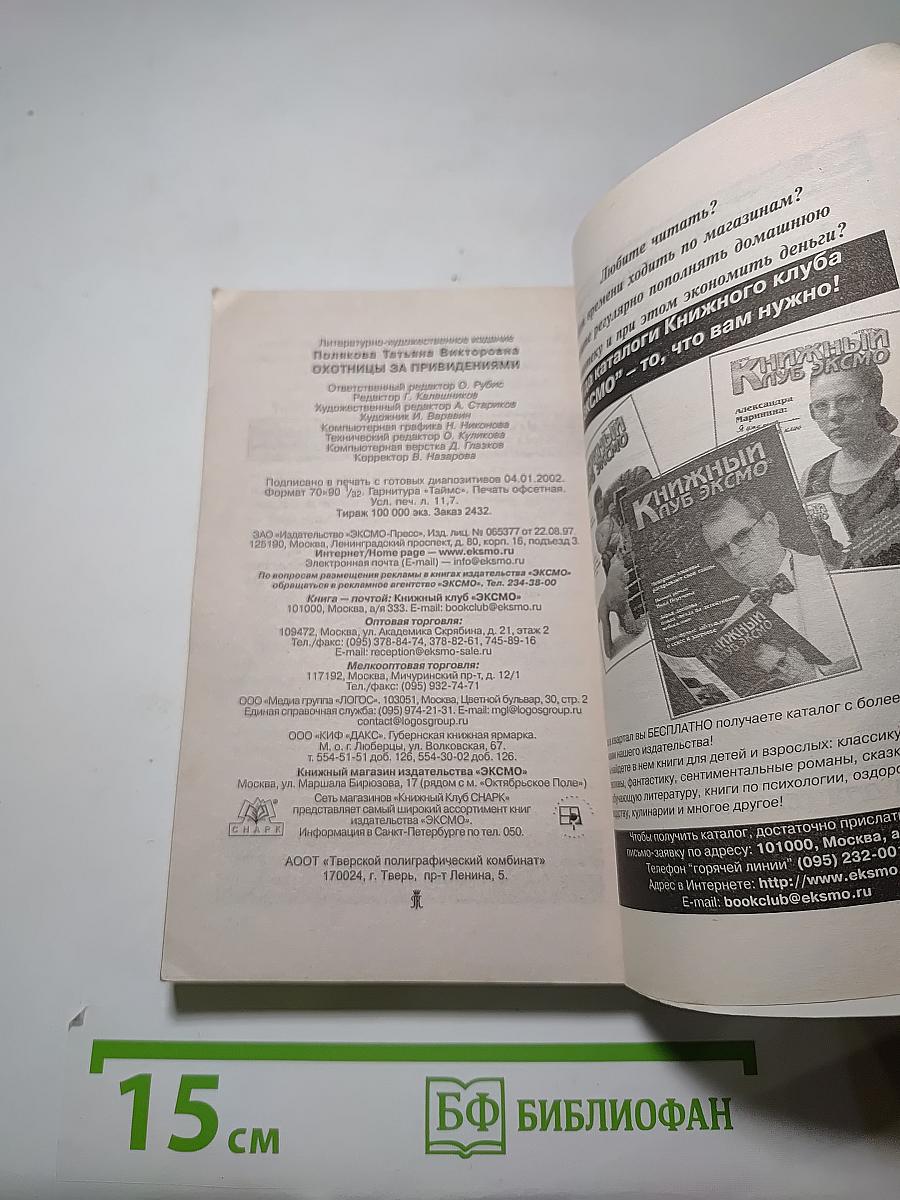 Литературно-художественное издание
Полякова Татьяна Викторовна
ОХОТНИЦЫ ЗА ПРИВИДЕНИЯМИ
Ответственный редактор О. Рубис
Редактор Г. Калашников
Художественный редактор А. Стариков
Художник И. Варавин
Компьютерная графика Н. Никонова
Технический редактор О. Куликова
Компьютерная верстка Д. Глазков
Корректор В. Назарова
Подписано в печать с готовых диапозитивов 04.01.2002.
Формат 70×90 1/32. Гарнитура «Таймс». Печать офсетная.
Усл. печ. л. 11,7.
Тираж 100 000 экз. Заказ 2432.
ЗАО «Издательство «ЭКСМО-Пресс», Изд. лиц. № 065377 от 22.08.97.
125190, Москва, Ленинградский проспект, д. 80, корп. 16, подъезд 3.
Интернет/Home page — www.eksmo.ru
Электронная почта (E-mail) — info@eksmo.ru
По вопросам размещения рекламы в книгах издательства «ЭКСМО»
обращаться в рекламное агентство «ЭКСМО». Тел. 234-38-00
Книга — почтой: Книжный клуб «ЭКСМО»
101000, Москва, а/я 333. E-mail: bookclub@eksmo.ru
Оптовая торговля:
109472, Москва, ул. Академика Скрябина, д. 21, этаж 2
Тел./факс: (095) 378-84-74, 378-82-61, 745-89-16
E-mail: reception@eksmo-sale.ru
Мелкооптовая торговля:
117192, Москва, Мичуринский пр-т, д. 12/1
Тел./факс: (095) 932-74-71
ООО «Медиа группа «ЛОГОС». 103051, Москва, Цветной бульвар, 30, стр. 2
Единая справочная служба: (095) 974-21-31. E-mail: mgl@logosgroup.ru
contact@logosgroup.ru
ООО «КИФ «ДАКС». Губернская книжная ярмарка.
М. о. г. Люберцы, ул. Волковская, 67.
т. 554-51-51 доб. 126, 554-30-02 доб. 126.
Книжный магазин издательства «ЭКСМО»
Москва, ул. Маршала Бирюзова, 17 (рядом с м. «Октябрьское Поле»)
СНАРК
Сеть магазинов «Книжный Клуб СНАРК»
представляет самый широкий ассортимент книг
издательства «ЭКСМО».
Информация в Санкт-Петербурге по тел. 050.
АООТ «Тверской полиграфический комбинат»
170024, г. Тверь, пр-т Ленина, 5.
Любите читать?
времени ходить по магазинам?
регулярно пополнять домашнюю
и при этом экономить деньги?
каталоги Книжного клуба
– то, что вам нужно!
КНИЖНЫЙ
КЛУБ ЭКСМО
Александра
Маринина:
КНИЖНЫЙ
КЛУБ ЭКСМО
КНИЖНЫЙ
КЛУБ ЭКСМО
квартал вы БЕСПЛАТНО получаете каталог с более
нашего издательства!
в нем книги для детей и взрослых: классику
фантастику, сентиментальные романы, сказк
литературу, книги по психологии, оздоро
кулинарии и многое другое!
Чтобы получить каталог, достаточно прислать
письмо-заявку по адресу: 101000, Москва, а
Телефон "горячей линии" (095) 232-00
Адрес в Интернете: http://www.eksmo.
E-mail: bookclub@eksmo.ru
15 см
БФ БИБЛИОФАН